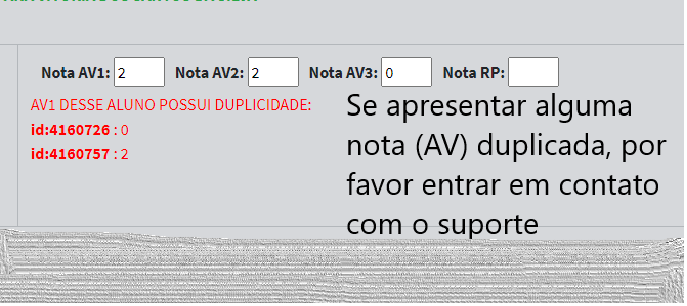 Nota AV1: 2 Nota AV2: 2 Nota AV3: 0 Nota RP:
AV1 DESSE ALUNO POSSUI DUPLICIDADE:
id:4160726 : 0
id:4160757 : 2
Se apresentar alguma
nota (AV) duplicada, por
favor entrar em contato
com o suporte